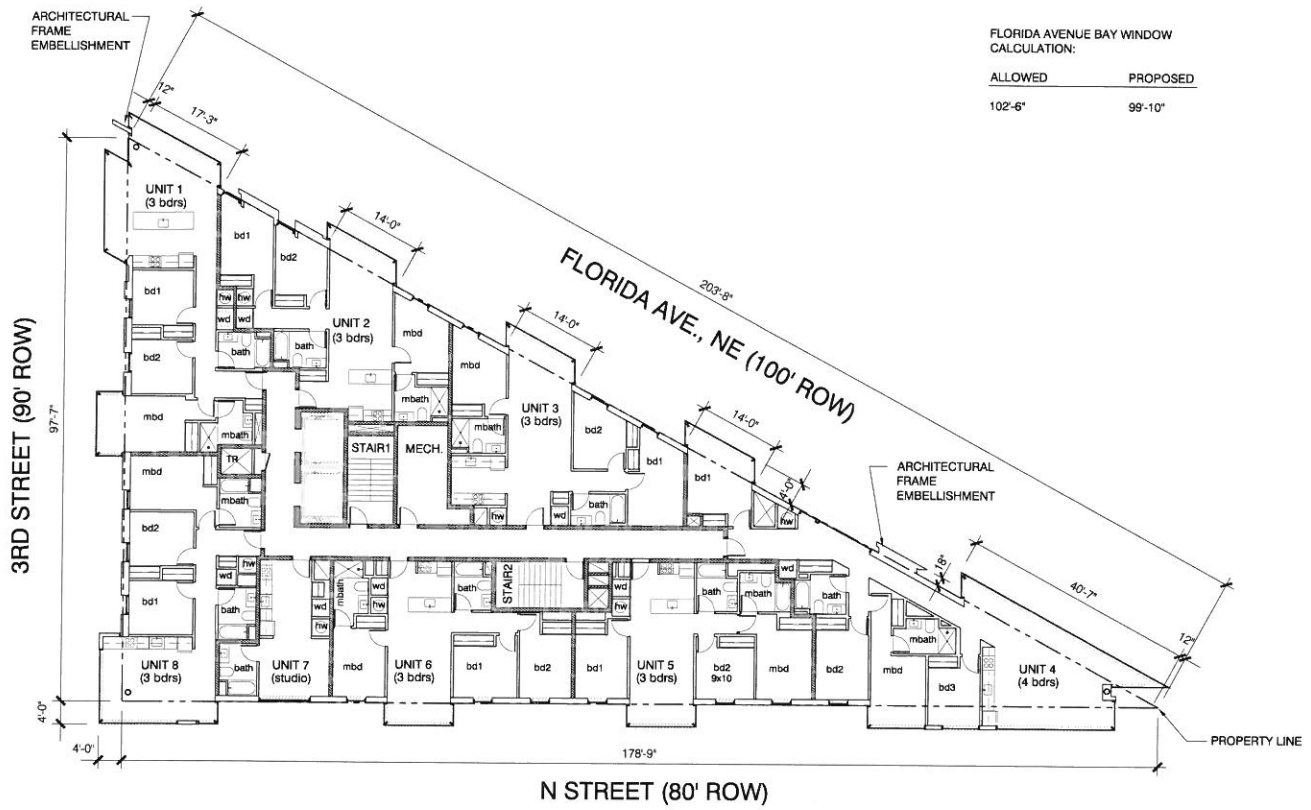 ARCHITECTURAL
FRAME
EMBELLISHMENT
FLORIDA AVENUE BAY WINDOW
CALCULATION:
ALLOWED PROPOSED
102'-6" 99'-10"
12"
17'-3"
14'-0"
14'-0"
14'-0"
4'-0"
18"
40'-7"
12"
203'-8"
FLORIDA AVE., NE (100' ROW)
ARCHITECTURAL
FRAME
EMBELLISHMENT
3RD STREET (90' ROW)
97'-7"
4'-0"
4'-0"
178'-9"
N STREET (80' ROW)
PROPERTY LINE
UNIT 1
(3 bdrs)
bd1
bd2
mbd
bath
mbath
hw
wd
TR
bd1
bd2
hw
wd
bath
UNIT 2
(3 bdrs)
mbd
mbath
STAIR1
MECH.
mbd
mbath
UNIT 3
(3 bdrs)
bd2
bd1
bath
wd
hw
bd1
hw
wd
bath
mbath
bd2
mbd
bd3
UNIT 4
(4 bdrs)
mbd
mbath
bd2
bd1
wd
hw
bath
UNIT 8
(3 bdrs)
bath
UNIT 7
(studio)
wd
hw
mbath
mbd
wd
hw
UNIT 6
(3 bdrs)
bath
bd1
bd2
STAIR2
bd1
wd
hw
UNIT 5
(3 bdrs)
bath
mbath
bd2
9x10
mbd